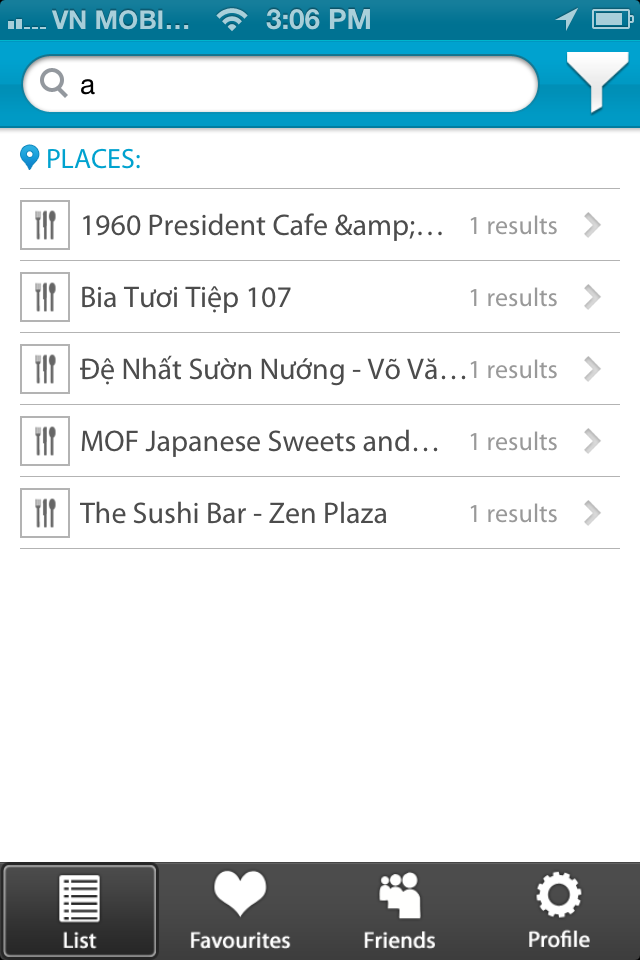 VN MOBI... 3:06 PM
a
PLACES:
1960 President Cafe &amp;... 1 results
Bia Tươi Tiệp 107 1 results
Đệ Nhất Sườn Nướng - Võ Vă... 1 results
MOF Japanese Sweets and... 1 results
The Sushi Bar - Zen Plaza 1 results
List Favourites Friends Profile